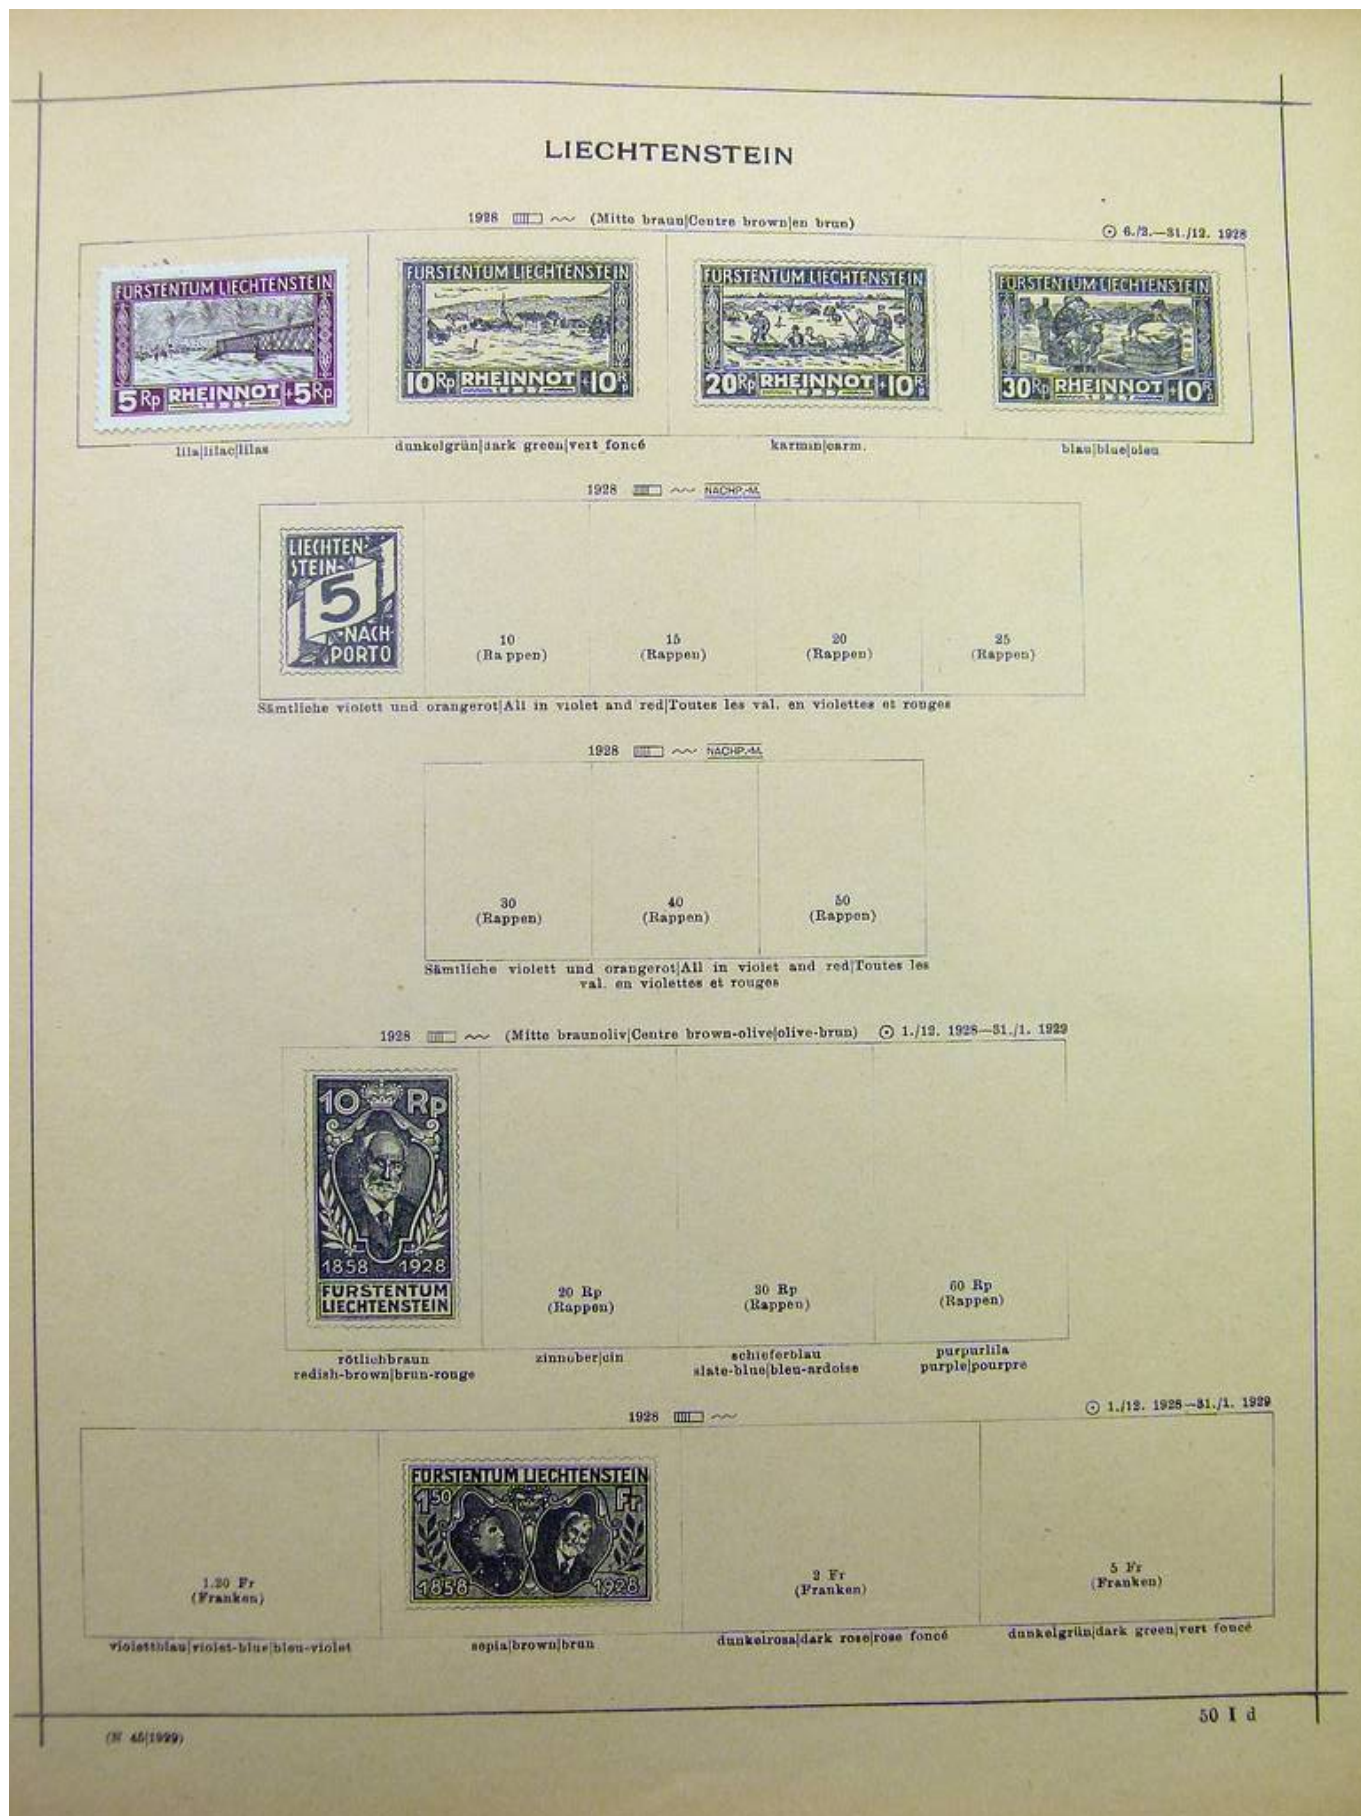 LIECHTENSTEIN
1928 (Mitte braun|Centre brown|en brun)
⊙ 6./2.—31./12. 1928
FÜRSTENTUM LIECHTENSTEIN
5 Rp RHEINNOT +5 Rp
1927
FÜRSTENTUM LIECHTENSTEIN
10 Rp RHEINNOT +10 Rp
1927
FÜRSTENTUM LIECHTENSTEIN
20 Rp RHEINNOT +10 Rp
1927
FÜRSTENTUM LIECHTENSTEIN
30 Rp RHEINNOT +10 Rp
1927
lila|lilac|lilas
dunkelgrün|dark green|vert foncé
karmin|carm.
blau|blue|bleu
1928 NACHP.-M.
LIECHTEN-
STEIN
5
NACH-
PORTO
10
(Rappen)
15
(Rappen)
20
(Rappen)
25
(Rappen)
Sämtliche violett und orangerot|All in violet and red|Toutes les val. en violettes et rouges
1928 NACHP.-M.
30
(Rappen)
40
(Rappen)
50
(Rappen)
Sämtliche violett und orangerot|All in violet and red|Toutes les
val. en violettes et rouges
1928 (Mitte braunoliv|Centre brown-olive|olive-brun) ⊙ 1./12. 1928—31./1. 1929
10 Rp
1858 1928
FÜRSTENTUM
LIECHTENSTEIN
20 Rp
(Rappen)
30 Rp
(Rappen)
60 Rp
(Rappen)
rötlichbraun
redish-brown|brun-rouge
zinnober|cin
schieferblau
slate-blue|bleu-ardoise
purpurlila
purple|pourpre
1928
⊙ 1./12. 1928—31./1. 1929
1.20 Fr
(Franken)
FÜRSTENTUM LIECHTENSTEIN
1.50 Fr
1858 1928
2 Fr
(Franken)
5 Fr
(Franken)
violettblau|violet-blue|bleu-violet
sepia|brown|brun
dunkelrosa|dark rose|rose foncé
dunkelgrün|dark green|vert foncé
50 I d
(N 45|1929)